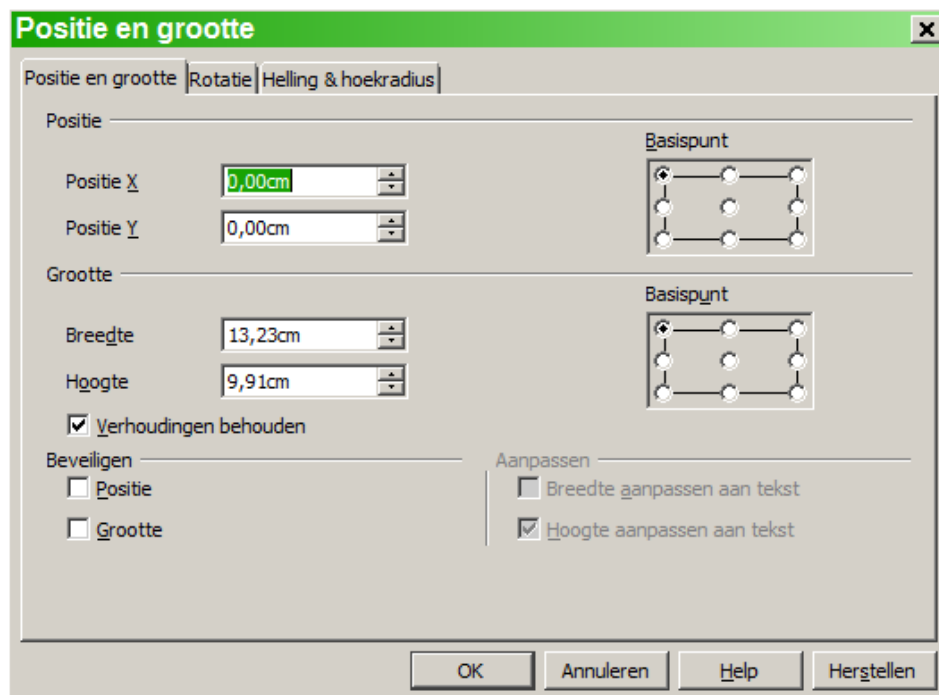 Positie en grootte
Positie en grootte Rotatie Helling & hoekradius
Positie
Basispunt
Positie X 0,00cm
Positie Y 0,00cm
Grootte
Basispunt
Breedte 13,23cm
Hoogte 9,91cm
Verhoudingen behouden
Beveiligen Aanpassen
Positie Breedte aanpassen aan tekst
Grootte Hoogte aanpassen aan tekst
OK Annuleren Help Herstellen